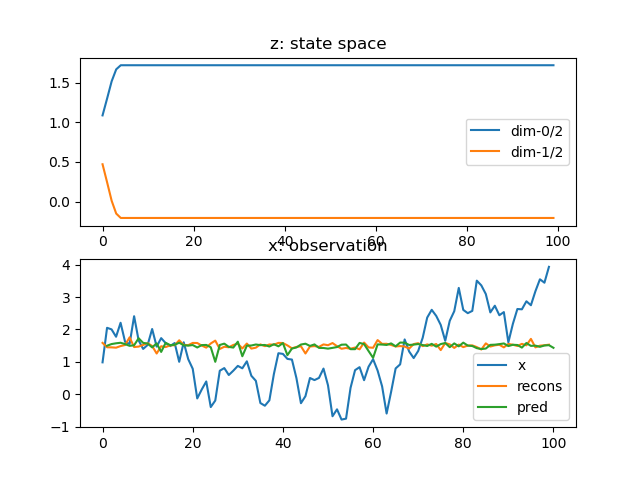 z: state space
1.5
1.0
0.5
0.0
dim-0/2
dim-1/2
0 20 40 60 80 100
x: observation
4
3
2
1
0
−1
x
recons
pred
0 20 40 60 80 100